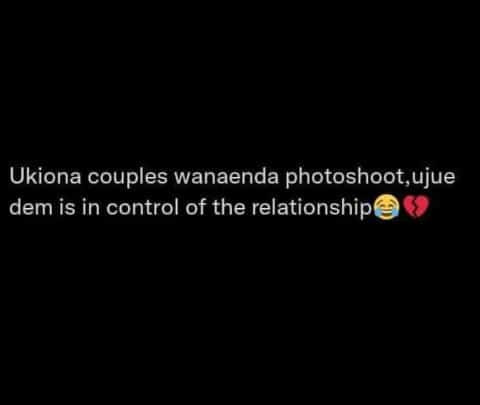 Ukiona couples wanaenda photoshoot,ujue
dem is in control of the relationship😂💔